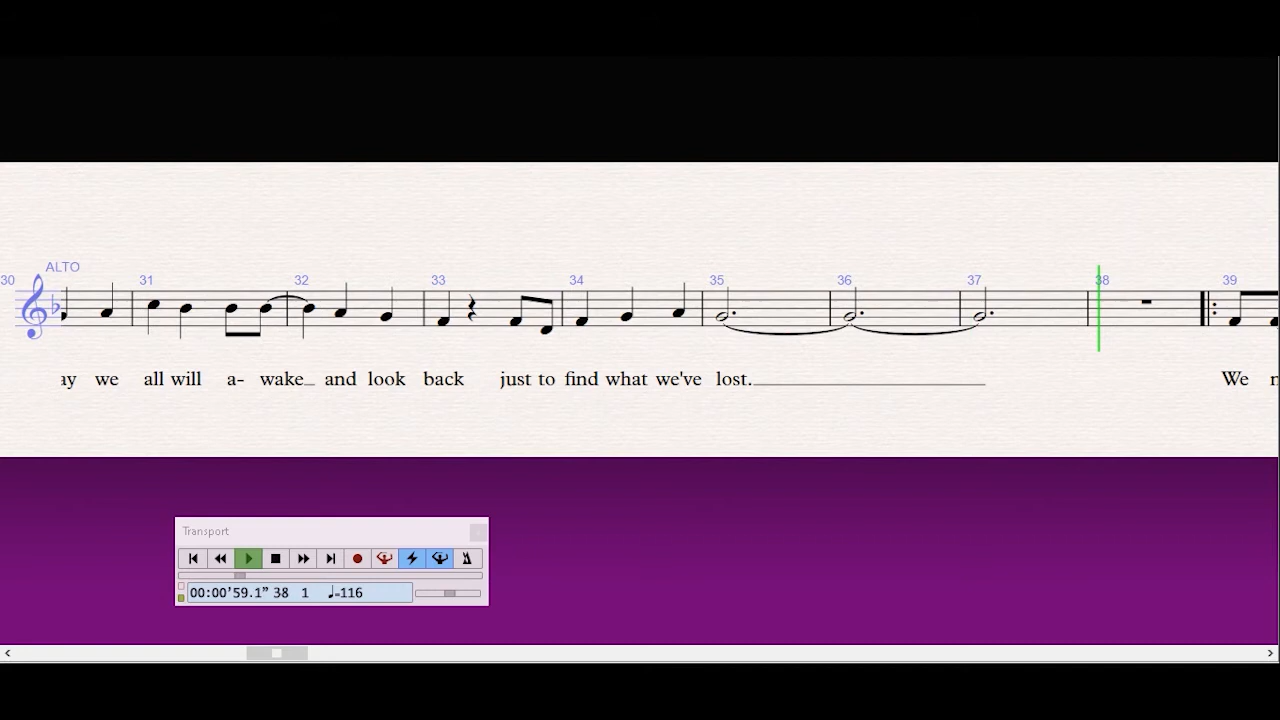 ALTO
30 31 32 33 34 35 36 37 38 39
ay we all will a- wake and look back just to find what we've lost. We
Transport
00:00'59.1" 38 1 ♩=116